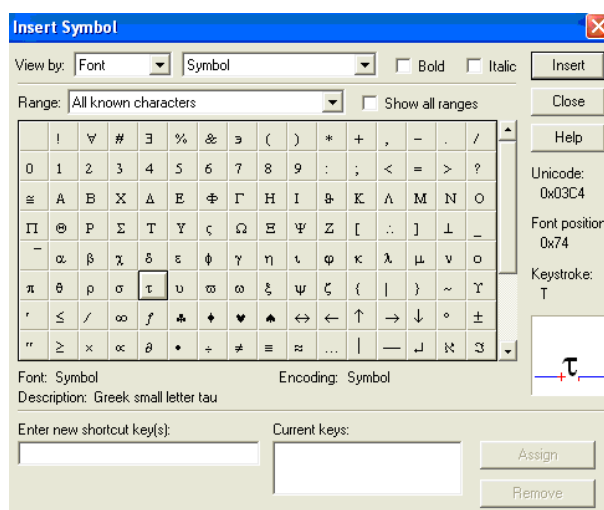 Insert Symbol
View by: Font Symbol Bold Italic Insert
Range: All known characters Show all ranges Close
! ∀ # ∃ % & ∍ ( ) ∗ + , − . / Help
0 1 2 3 4 5 6 7 8 9 : ; < = > ?
Unicode:
0x03C4
≅ Α Β Χ Δ Ε Φ Γ Η Ι ϑ Κ Λ Μ Ν Ο
Π Θ Ρ Σ Τ Υ ς Ω Ξ Ψ Ζ [ ∴ ] ⊥ _
Font position
0x74
‾ α β χ δ ε ϕ γ η ι φ κ λ μ ν ο
Keystroke:
T
π θ ρ σ τ υ ϖ ω ξ ψ ζ { | } ~ ϒ
′ ≤ ⁄ ∞ ƒ ♣ ♦ ♥ ♠ ↔ ← ↑ → ↓ ° ±
″ ≥ × ∝ ∂ • ÷ ≠ ≡ ≈ … | — ↵ ℵ ℑ
τ
Font: Symbol Encoding: Symbol
Description: Greek small letter tau
Enter new shortcut key(s): Current keys:
Assign
Remove